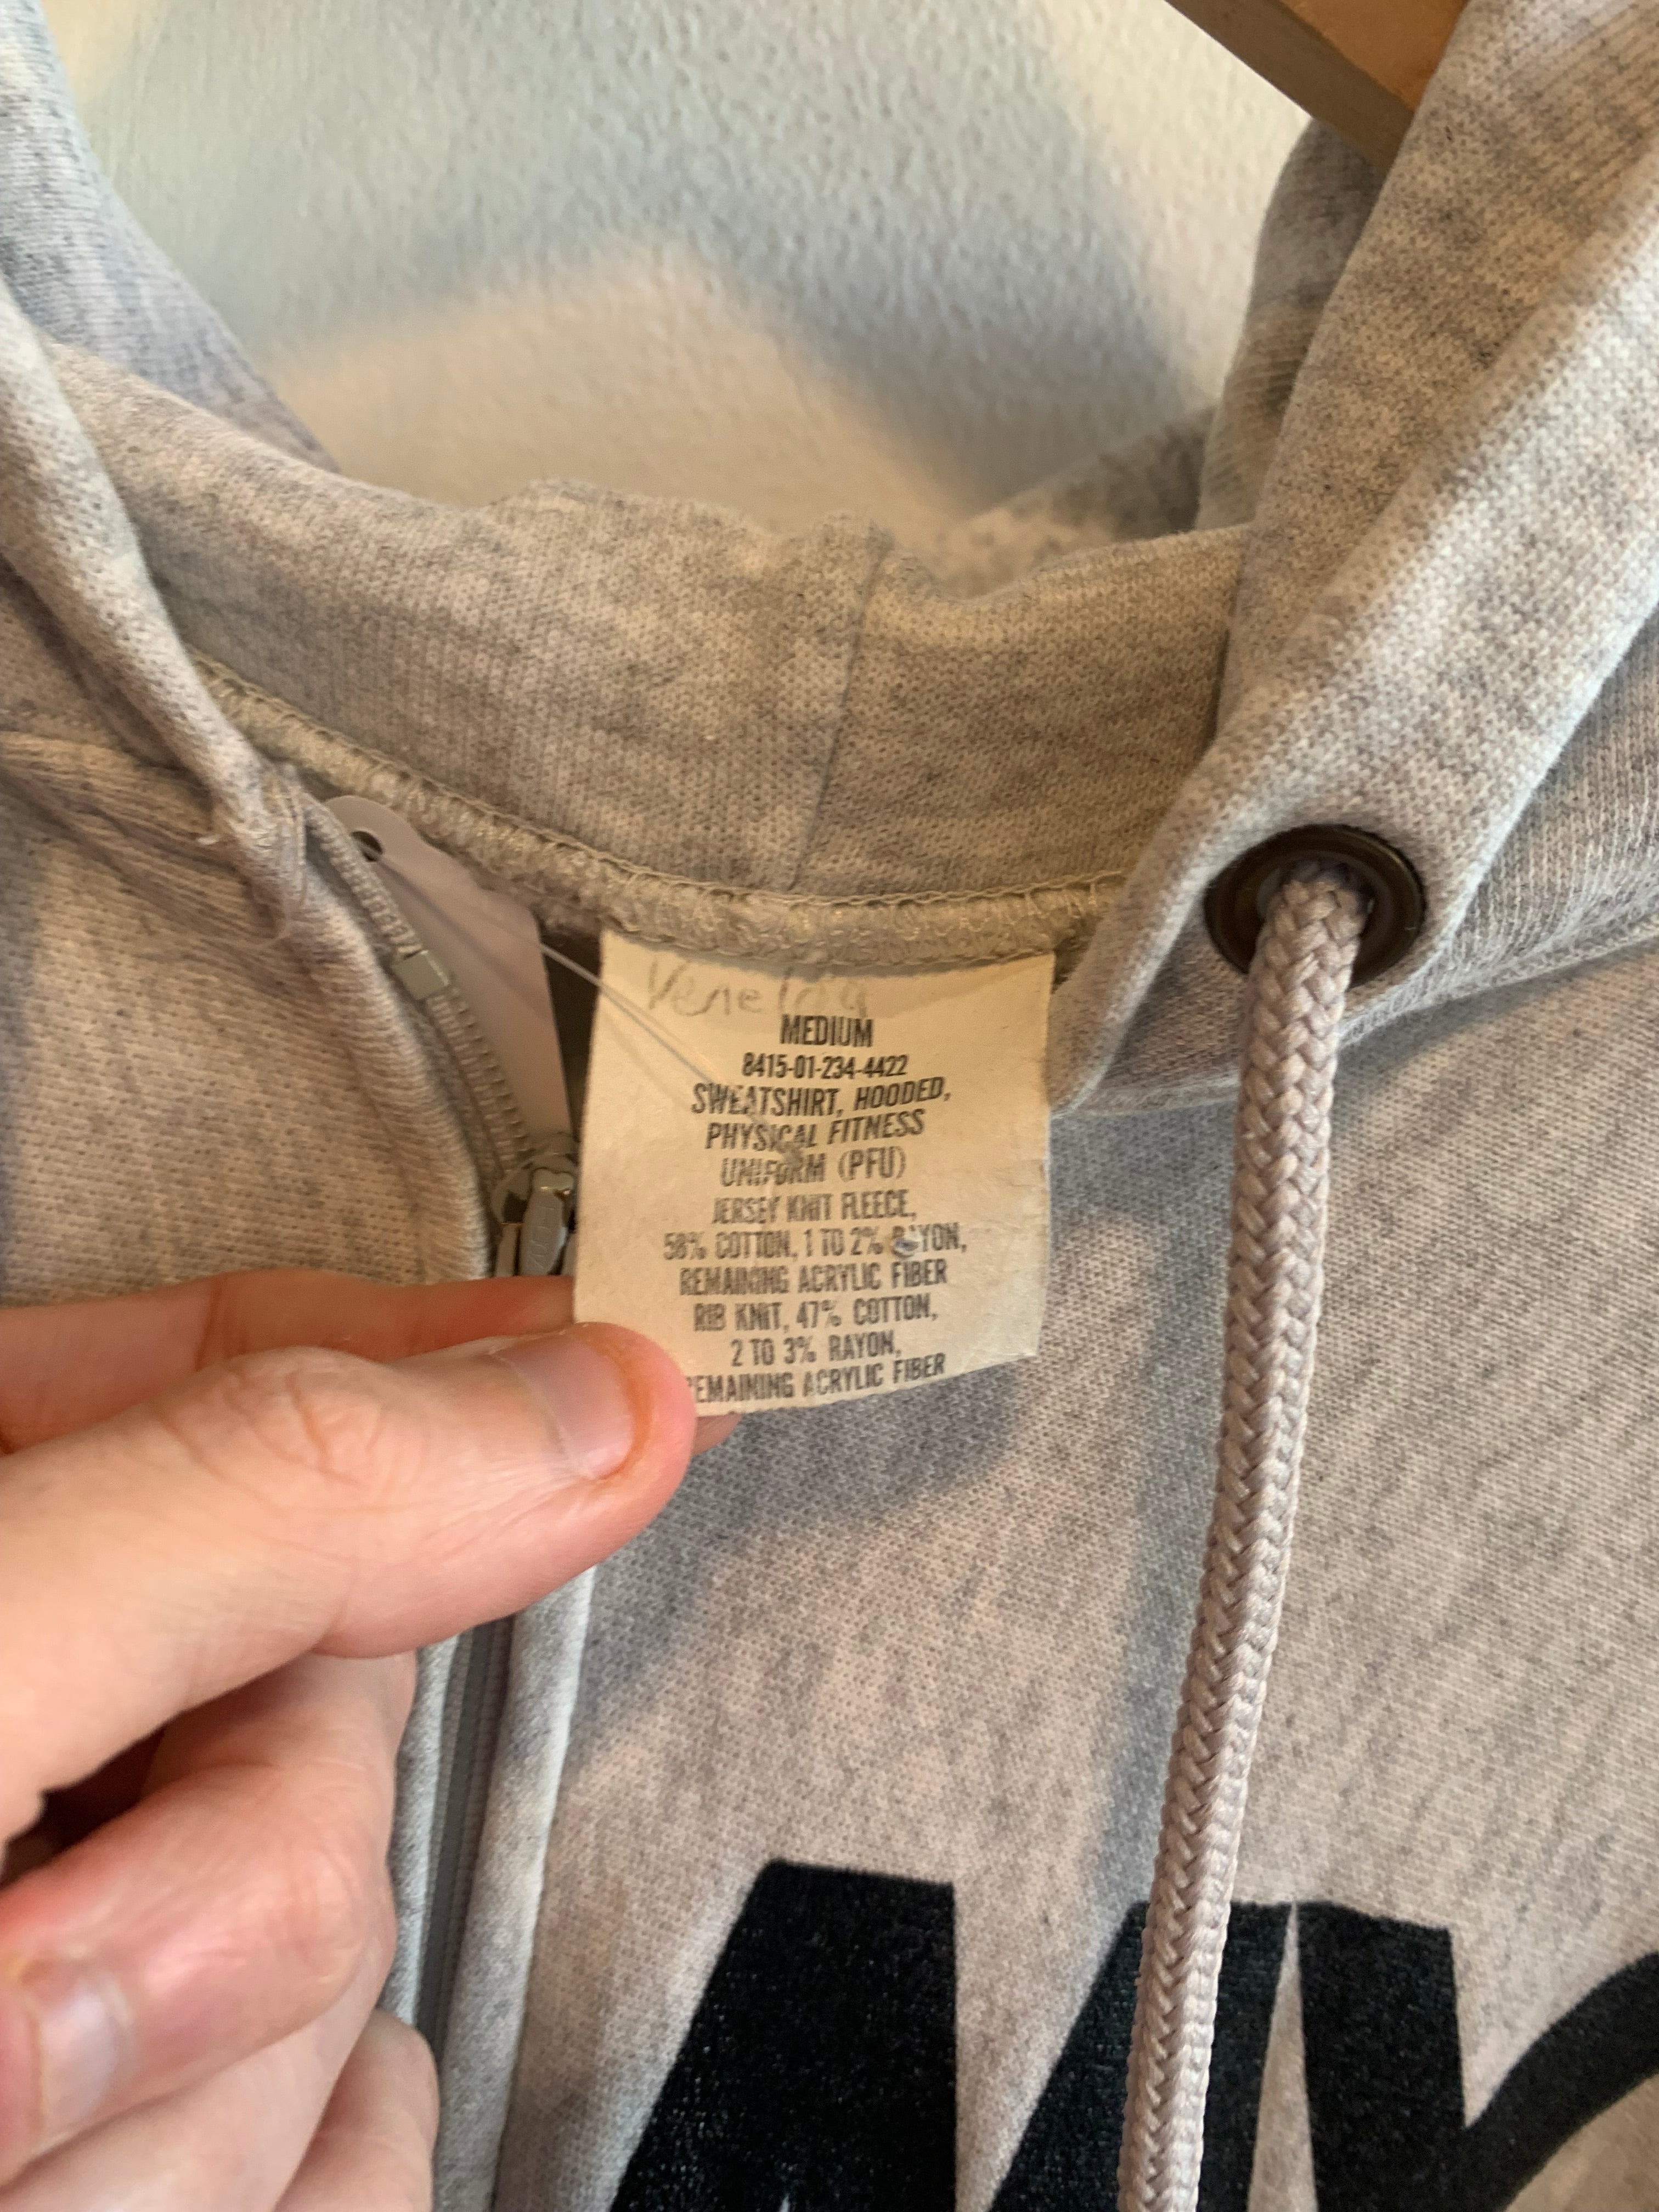 MEDIUM
8415-01-234-4422
SWEATSHIRT, HOODED,
PHYSICAL FITNESS
UNIFORM (PFU)
JERSEY KNIT FLEECE,
58% COTTON, 1 TO 2% RAYON,
REMAINING ACRYLIC FIBER
RIB KNIT, 47% COTTON,
2 TO 3% RAYON,
EMAINING ACRYLIC FIBER